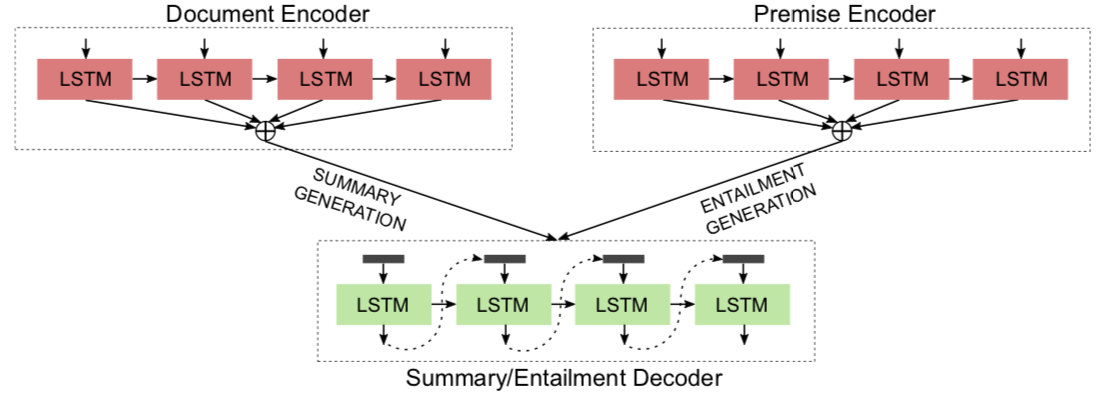 Document Encoder
Premise Encoder
LSTM LSTM LSTM LSTM
LSTM LSTM LSTM LSTM
SUMMARY
GENERATION
ENTAILMENT
GENERATION
LSTM LSTM LSTM LSTM
Summary/Entailment Decoder